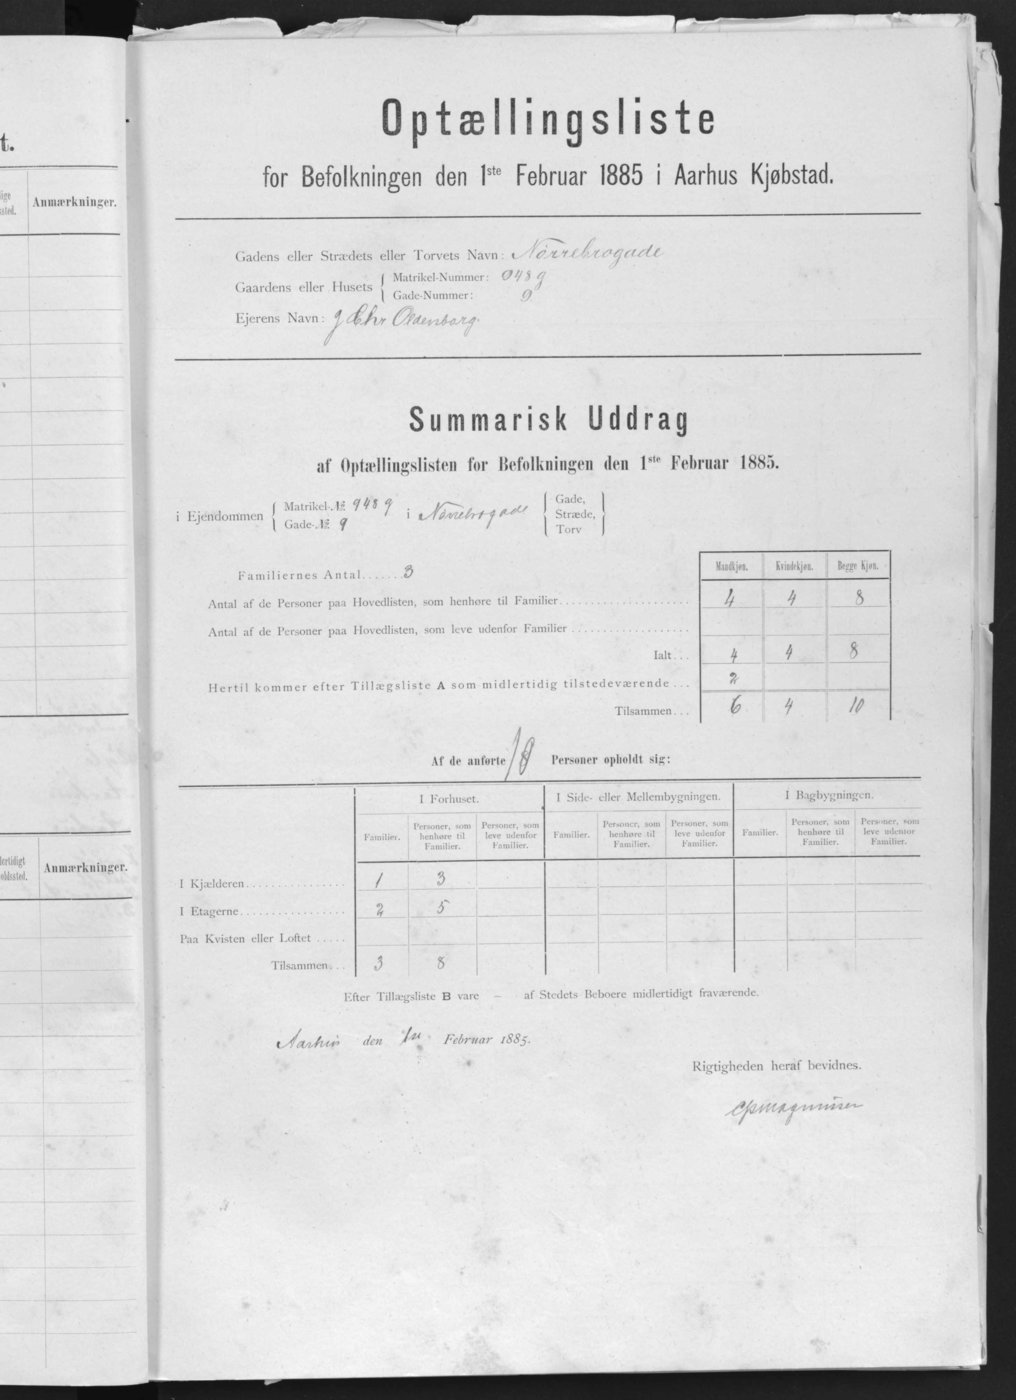 t.
Anmærkninger.
Anmærkninger.
Optællingsliste
for Befolkningen den 1ste Februar 1885 i Aarhus Kjøbstad.
Gadens eller Strædets eller Torvets Navn: Nørrebrogade
Gaardens eller Husets { Matrikel-Nummer: 948 g
Gade-Nummer: 9
Ejerens Navn: Chr Oldenborg.
Summarisk Uddrag
af Optællingslisten for Befolkningen den 1ste Februar 1885.
i Ejendommen { Matrikel-№ 948 g i Nørrebrogade { Gade,
Gade-№ 9 Stræde,
Torv }
Mandkjøn. Kvindekjøn. Begge Kjøn.
Familiernes Antal...... 3
Antal af de Personer paa Hovedlisten, som henhøre til Familier 4 4 8
Antal af de Personer paa Hovedlisten, som leve udenfor Familier
Ialt... 4 4 8
Hertil kommer efter Tillægsliste A som midlertidig tilstedeværende ... 2
Tilsammen... 6 4 10
Af de anførte 8 Personer opholdt sig:
I Forhuset. I Side- eller Mellembygningen. I Bagbygningen.
Familier. Personer, som henhøre til Familier. Personer, som leve udenfor Familier. Familier. Personer, som henhøre til Familier. Personer, som leve udenfor Familier. Familier. Personer, som henhøre til Familier. Personer, som leve udenfor Familier.
I Kjælderen 1 3
I Etagerne 2 5
Paa Kvisten eller Loftet .....
Tilsammen... 3 8
Efter Tillægsliste B vare – af Stedets Beboere midlertidigt fraværende.
Aarhus den 1ste Februar 1885.
Rigtigheden heraf bevidnes.
Magnussen